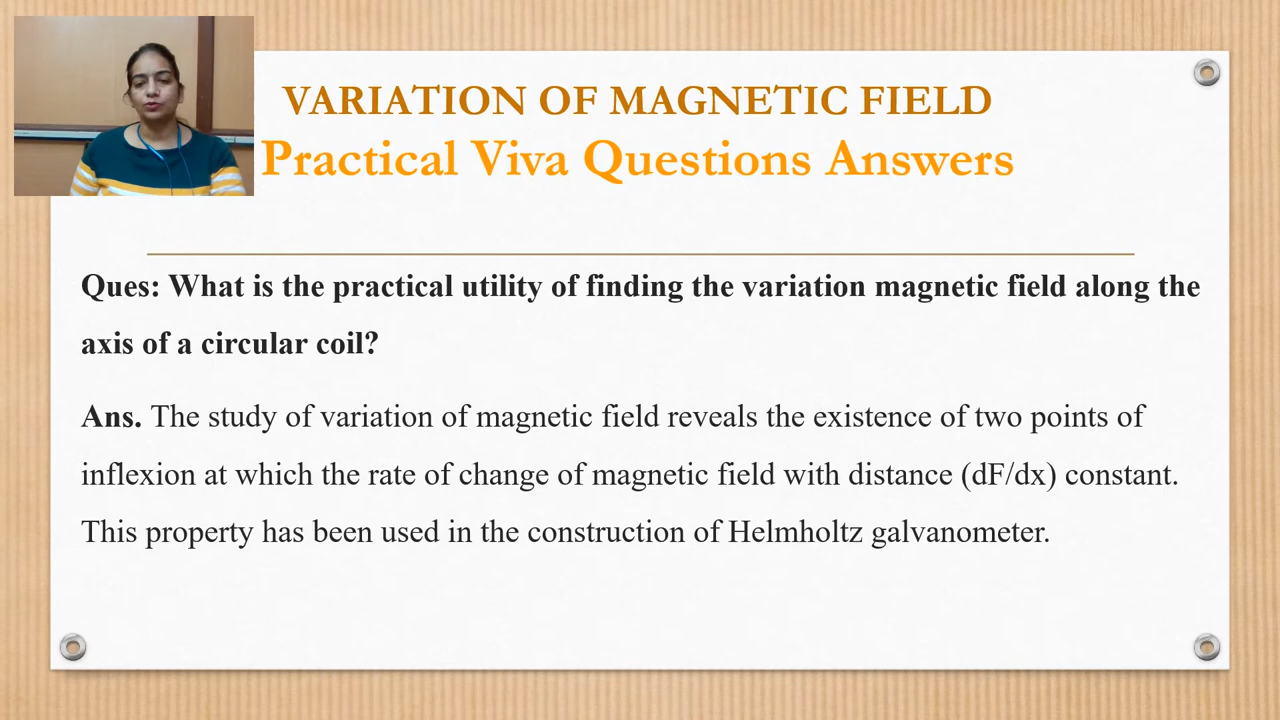 VARIATION OF MAGNETIC FIELD
Practical Viva Questions Answers
Ques: What is the practical utility of finding the variation magnetic field along the
axis of a circular coil?
Ans. The study of variation of magnetic field reveals the existence of two points of
inflexion at which the rate of change of magnetic field with distance (dF/dx) constant.
This property has been used in the construction of Helmholtz galvanometer.